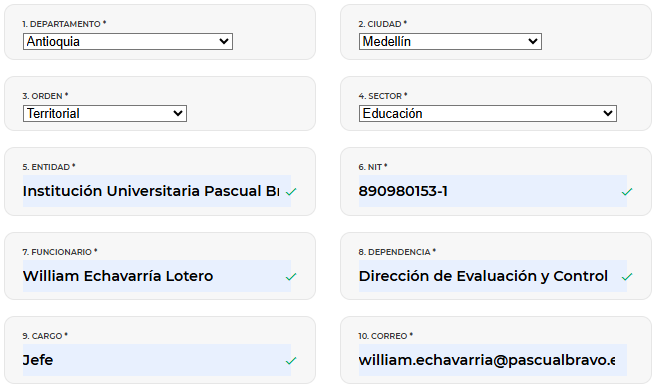 1. DEPARTAMENTO *
Antioquia
2. CIUDAD *
Medellín
3. ORDEN *
Territorial
4. SECTOR *
Educación
5. ENTIDAD *
Institución Universitaria Pascual
6. NIT *
890980153-1
7. FUNCIONARIO *
William Echavarría Lotero
8. DEPENDENCIA *
Dirección de Evaluación y Control
9. CARGO *
Jefe
10. CORREO *
william.echavarria@pascualbravo.e